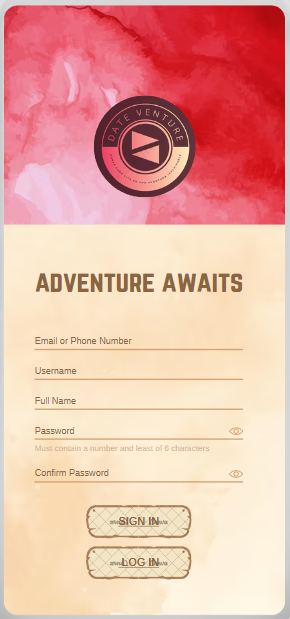 DATE VENTURE
ADVENTURE AWAITS
Email or Phone Number
Username
Full Name
Password
Must contain a number and least of 6 characters
Confirm Password
SIGN IN
LOG IN